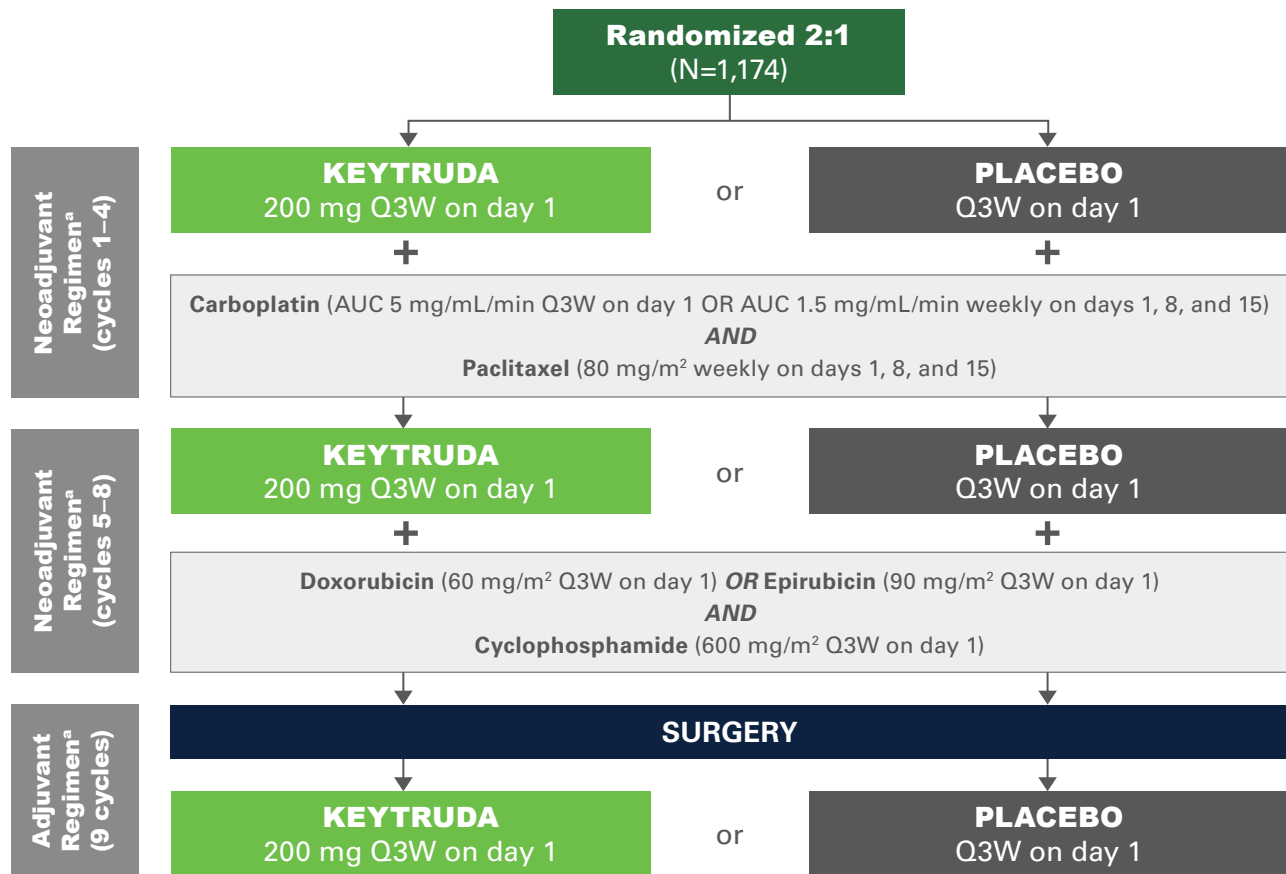 Randomized 2:1
(N=1,174)
Neoadjuvant
Regimenᵃ
(cycles 1–4)
KEYTRUDA
200 mg Q3W on day 1
or
PLACEBO
Q3W on day 1
+
+
Carboplatin (AUC 5 mg/mL/min Q3W on day 1 OR AUC 1.5 mg/mL/min weekly on days 1, 8, and 15)
AND
Paclitaxel (80 mg/m² weekly on days 1, 8, and 15)
Neoadjuvant
Regimenᵃ
(cycles 5–8)
KEYTRUDA
200 mg Q3W on day 1
or
PLACEBO
Q3W on day 1
+
+
Doxorubicin (60 mg/m² Q3W on day 1) OR Epirubicin (90 mg/m² Q3W on day 1)
AND
Cyclophosphamide (600 mg/m² Q3W on day 1)
Adjuvant
Regimenᵃ
(9 cycles)
SURGERY
KEYTRUDA
200 mg Q3W on day 1
or
PLACEBO
Q3W on day 1